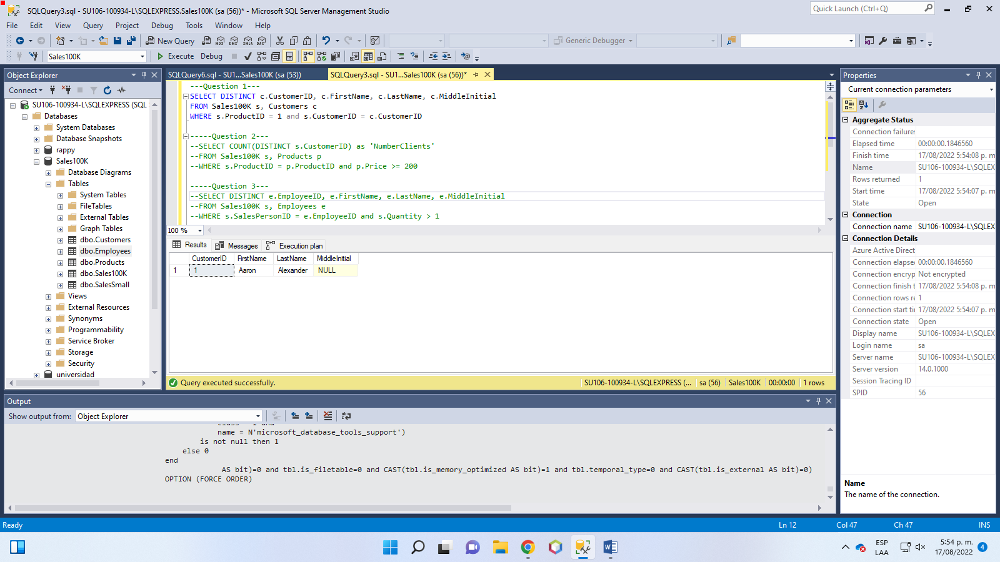 SQLQuery3.sql - SU106-100934-L\SQLEXPRESS.Sales100K (sa (56))* - Microsoft SQL Server Management Studio
Quick Launch (Ctrl+Q)
File Edit View Query Project Debug Tools Window Help
New Query
MDX DMX XMLA DAX
Generic Debugger
Sales100K
Execute Debug
Object Explorer
Connect
SU106-100934-L\SQLEXPRESS (SQL
Databases
System Databases
Database Snapshots
rappy
Sales100K
Database Diagrams
Tables
System Tables
FileTables
External Tables
Graph Tables
dbo.Customers
dbo.Employees
dbo.Products
dbo.Sales100K
dbo.SalesSmall
Views
External Resources
Synonyms
Programmability
Service Broker
Storage
Security
universidad
SQLQuery6.sql - SU1...Sales100K (sa (53))
SQLQuery3.sql - SU1...Sales100K (sa (56))*
---Question 1---
SELECT DISTINCT c.CustomerID, c.FirstName, c.LastName, c.MiddleInitial
FROM Sales100K s, Customers c
WHERE s.ProductID = 1 and s.CustomerID = c.CustomerID
-----Question 2---
--SELECT COUNT(DISTINCT s.CustomerID) as 'NumberClients'
--FROM Sales100K s, Products p
--WHERE s.ProductID = p.ProductID and p.Price >= 200
-----Question 3---
--SELECT DISTINCT e.EmployeeID, e.FirstName, e.LastName, e.MiddleInitial
--FROM Sales100K s, Employees e
--WHERE s.SalesPersonID = e.EmployeeID and s.Quantity > 1
100 %
Results Messages Execution plan
CustomerID FirstName LastName MiddleInitial
1 1 Aaron Alexander NULL
Query executed successfully.
SU106-100934-L\SQLEXPRESS (... sa (56) Sales100K 00:00:00 1 rows
Properties
Current connection parameters
Aggregate Status
Connection failures
Elapsed time 00:00:00.1846560
Finish time 17/08/2022 5:54:08 p. m
Name SU106-100934-L\SQLEX
Rows returned 1
Start time 17/08/2022 5:54:07 p. m
State Open
Connection
Connection name SU106-100934-L\SQLEX
Connection Details
Azure Active Direct
Connection elapse 00:00:00.1846560
Connection encryp Not encrypted
Connection finish t 17/08/2022 5:54:08 p. m
Connection rows re 1
Connection start ti 17/08/2022 5:54:07 p. m
Connection state Open
Display name SU106-100934-L\SQLEX
Login name sa
Server name SU106-100934-L\SQLEX
Server version 14.0.1000
Session Tracing ID
SPID 56
Name
The name of the connection.
Output
Show output from: Object Explorer
class = 1 and
name = N'microsoft_database_tools_support')
is not null then 1
else 0
end
AS bit)=0 and tbl.is_filetable=0 and CAST(tbl.is_memory_optimized AS bit)=1 and tbl.temporal_type=0 and CAST(tbl.is_external AS bit)=0)
OPTION (FORCE ORDER)
Ready
Ln 12 Col 47 Ch 47 INS
ESP
LAA
5:54 p. m.
17/08/2022
4